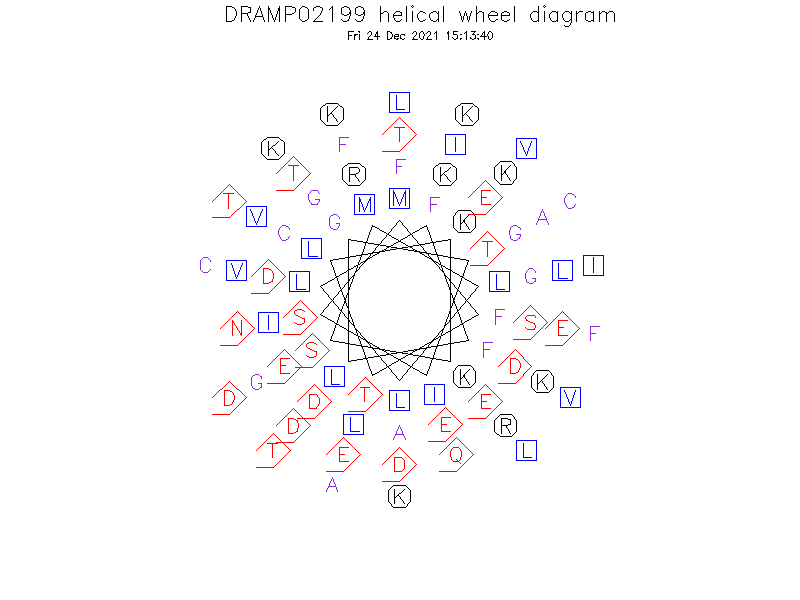 DRAMP02199 helical wheel diagram
Fri 24 Dec 2021 15:13:40
L
K K
T
F I
K V
F
T R K K
M M F E
T G C
V G K A
C G
L T
C V D L L G L I
N I S F S E F
S F
E L K D K
G
D D T L I E V
L
D A E R
T E D Q L
A K